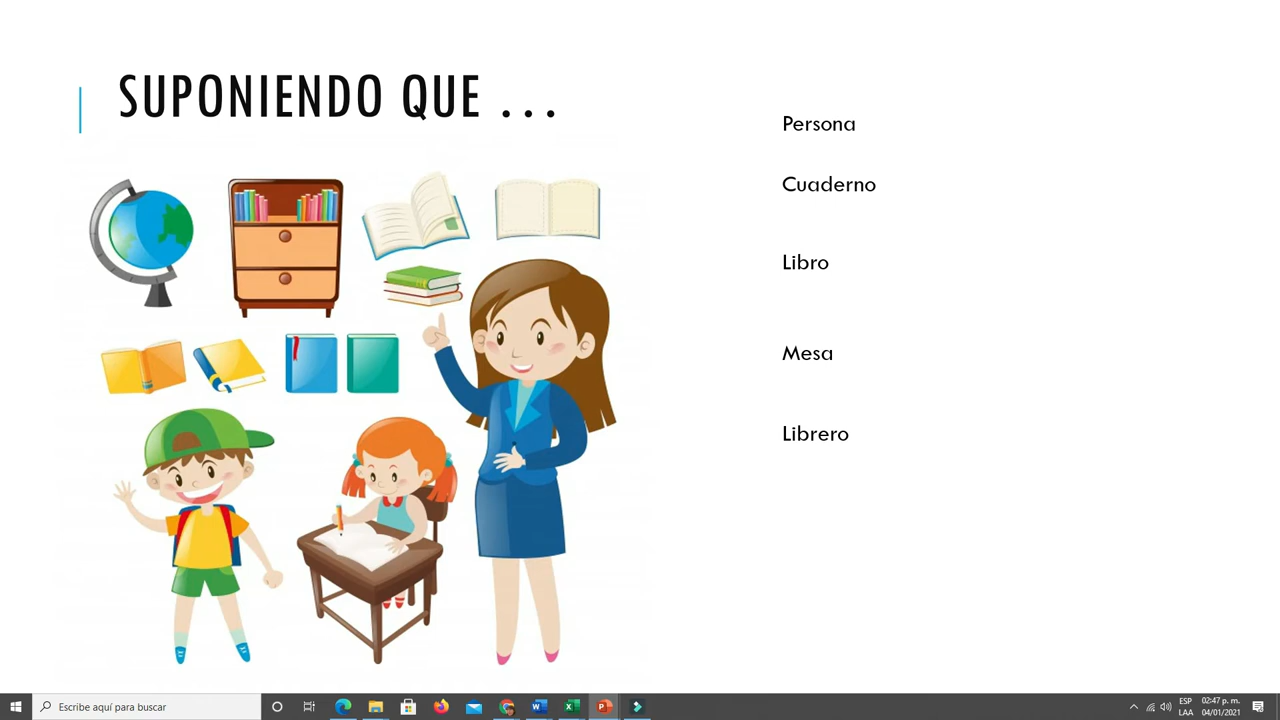 SUPONIENDO QUE ...
Persona
Cuaderno
Libro
Mesa
Librero
Escribe aquí para buscar
ESP
LAA
02:47 p. m.
04/01/2021